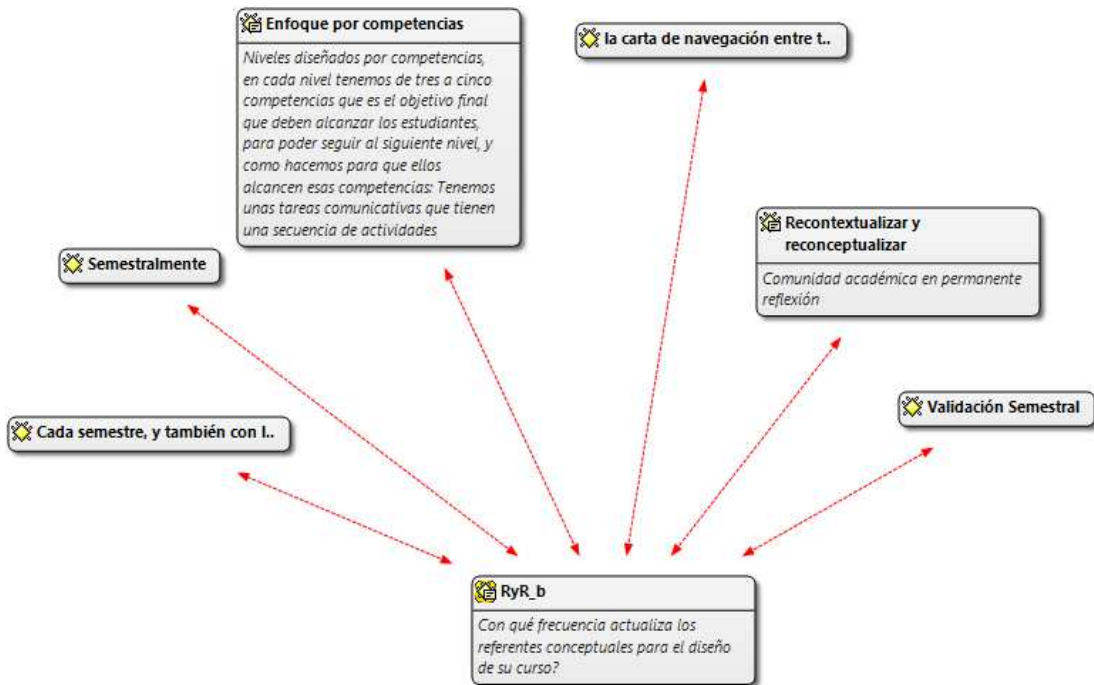 Enfoque por competencias
Niveles diseñados por competencias,
en cada nivel tenemos de tres a cinco
competencias que es el objetivo final
que deben alcanzar los estudiantes,
para poder seguir al siguiente nivel, y
como hacemos para que ellos
alcancen esas competencias: Tenemos
unas tareas comunicativas que tienen
una secuencia de actividades
la carta de navegación entre t..
Recontextualizar y
reconceptualizar
Comunidad académica en permanente
reflexión
Semestralmente
Validación Semestral
Cada semestre, y también con l..
RyR_b
Con qué frecuencia actualiza los
referentes conceptuales para el diseño
de su curso?